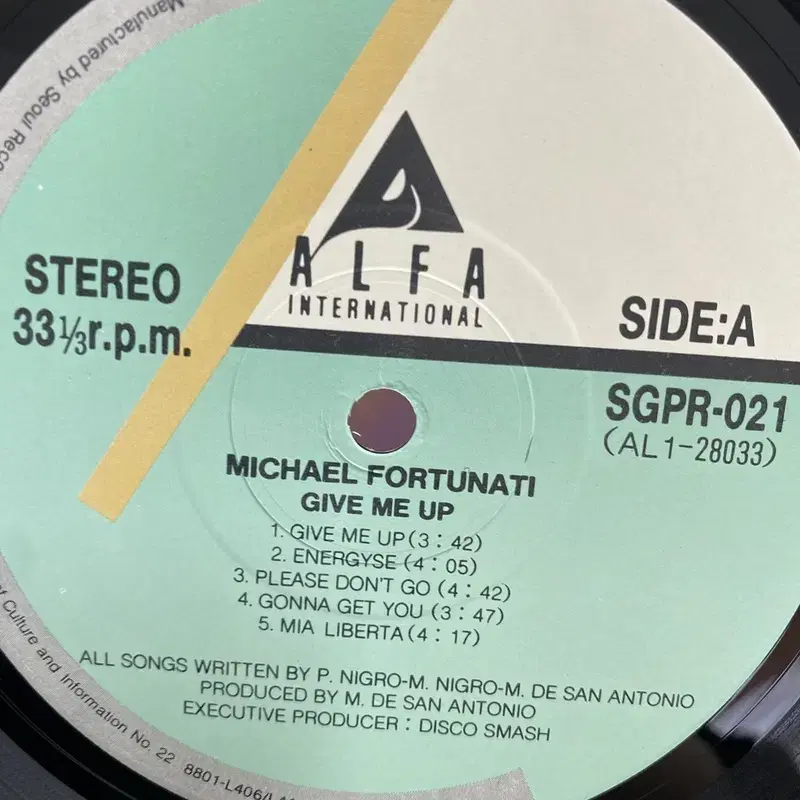 Manufactured by Seoul
ALFA
INTERNATIONAL
STEREO
33⅓r.p.m.
SIDE:A
SGPR-021
(AL1-28033)
MICHAEL FORTUNATI
GIVE ME UP
1. GIVE ME UP (3 : 42)
2. ENERGYSE (4 : 05)
3. PLEASE DON'T GO (4 : 42)
4. GONNA GET YOU (3 : 47)
5. MIA LIBERTA (4 : 17)
ALL SONGS WRITTEN BY P. NIGRO-M. NIGRO-M. DE SAN ANTONIO
PRODUCED BY M. DE SAN ANTONIO
EXECUTIVE PRODUCER : DISCO SMASH
of Culture and Information No. 22 8801-L406/